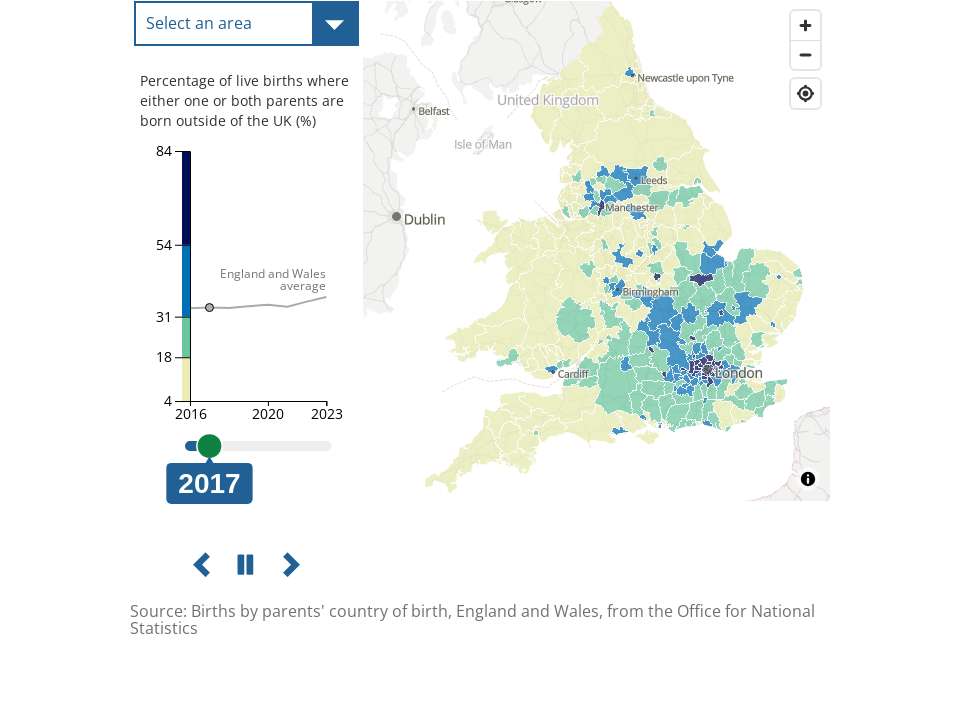 Select an area
Percentage of live births where
either one or both parents are
born outside of the UK (%)
84
54
31
18
4
England and Wales
average
2016
2020
2023
2017
Newcastle upon Tyne
United Kingdom
Belfast
Isle of Man
Leeds
Manchester
Dublin
Birmingham
Cardiff
London
Source: Births by parents' country of birth, England and Wales, from the Office for National
Statistics